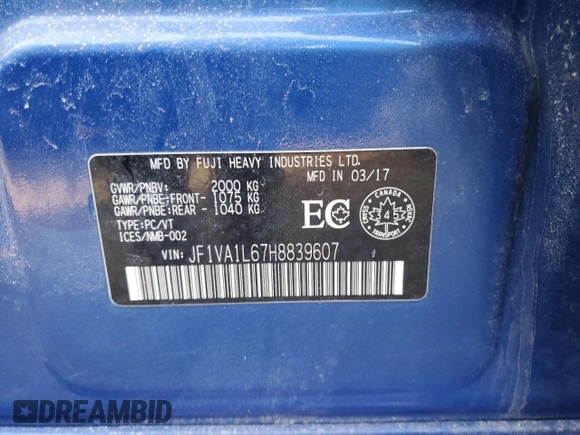 MFD BY FUJI HEAVY INDUSTRIES LTD.
MFD IN 03/17
GVWR/PNBV: 2000 KG
GAWR/PNBE:FRONT- 1075 KG
GAWR/PNBE:REAR - 1040 KG
TYPE:PC/VT
ICES/NMB-002
EC
CANADA
TRANSPORT
4
VIN: JF1VA1L67H8839607
DREAMBID